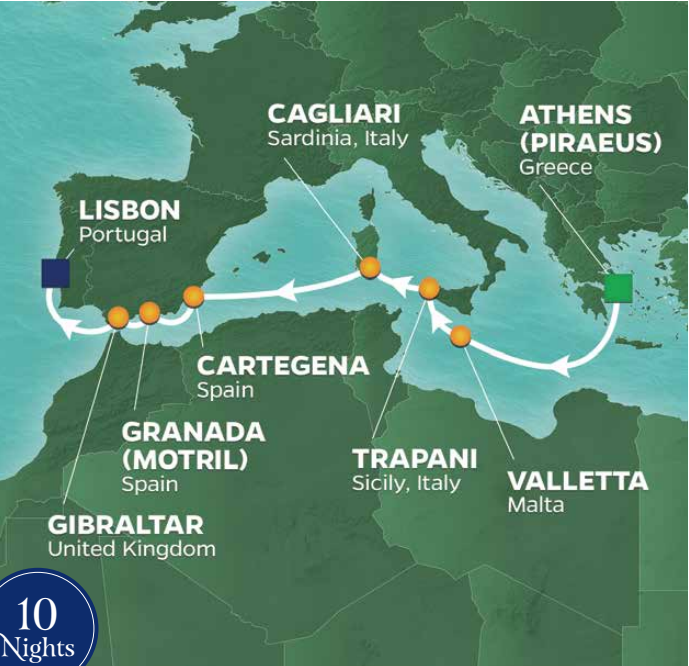 CAGLIARI
Sardinia, Italy
ATHENS
(PIRAEUS)
Greece
LISBON
Portugal
CARTEGENA
Spain
GRANADA
(MOTRIL)
Spain
TRAPANI
Sicily, Italy
VALLETTA
Malta
GIBRALTAR
United Kingdom
10
Nights